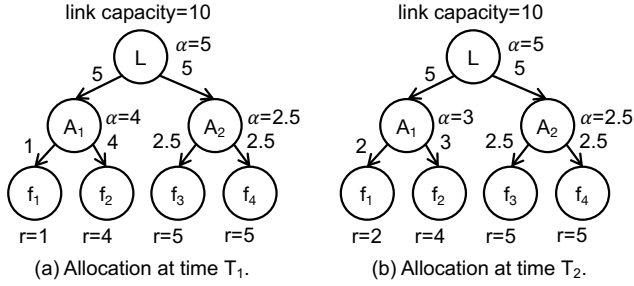 link capacity=10
L
α=5
5
5
A1
α=4
A2
α=2.5
1
4
2.5
2.5
f1
f2
f3
f4
r=1
r=4
r=5
r=5
(a) Allocation at time T1.
link capacity=10
L
α=5
5
5
A1
α=3
A2
α=2.5
2
3
2.5
2.5
f1
f2
f3
f4
r=2
r=4
r=5
r=5
(b) Allocation at time T2.